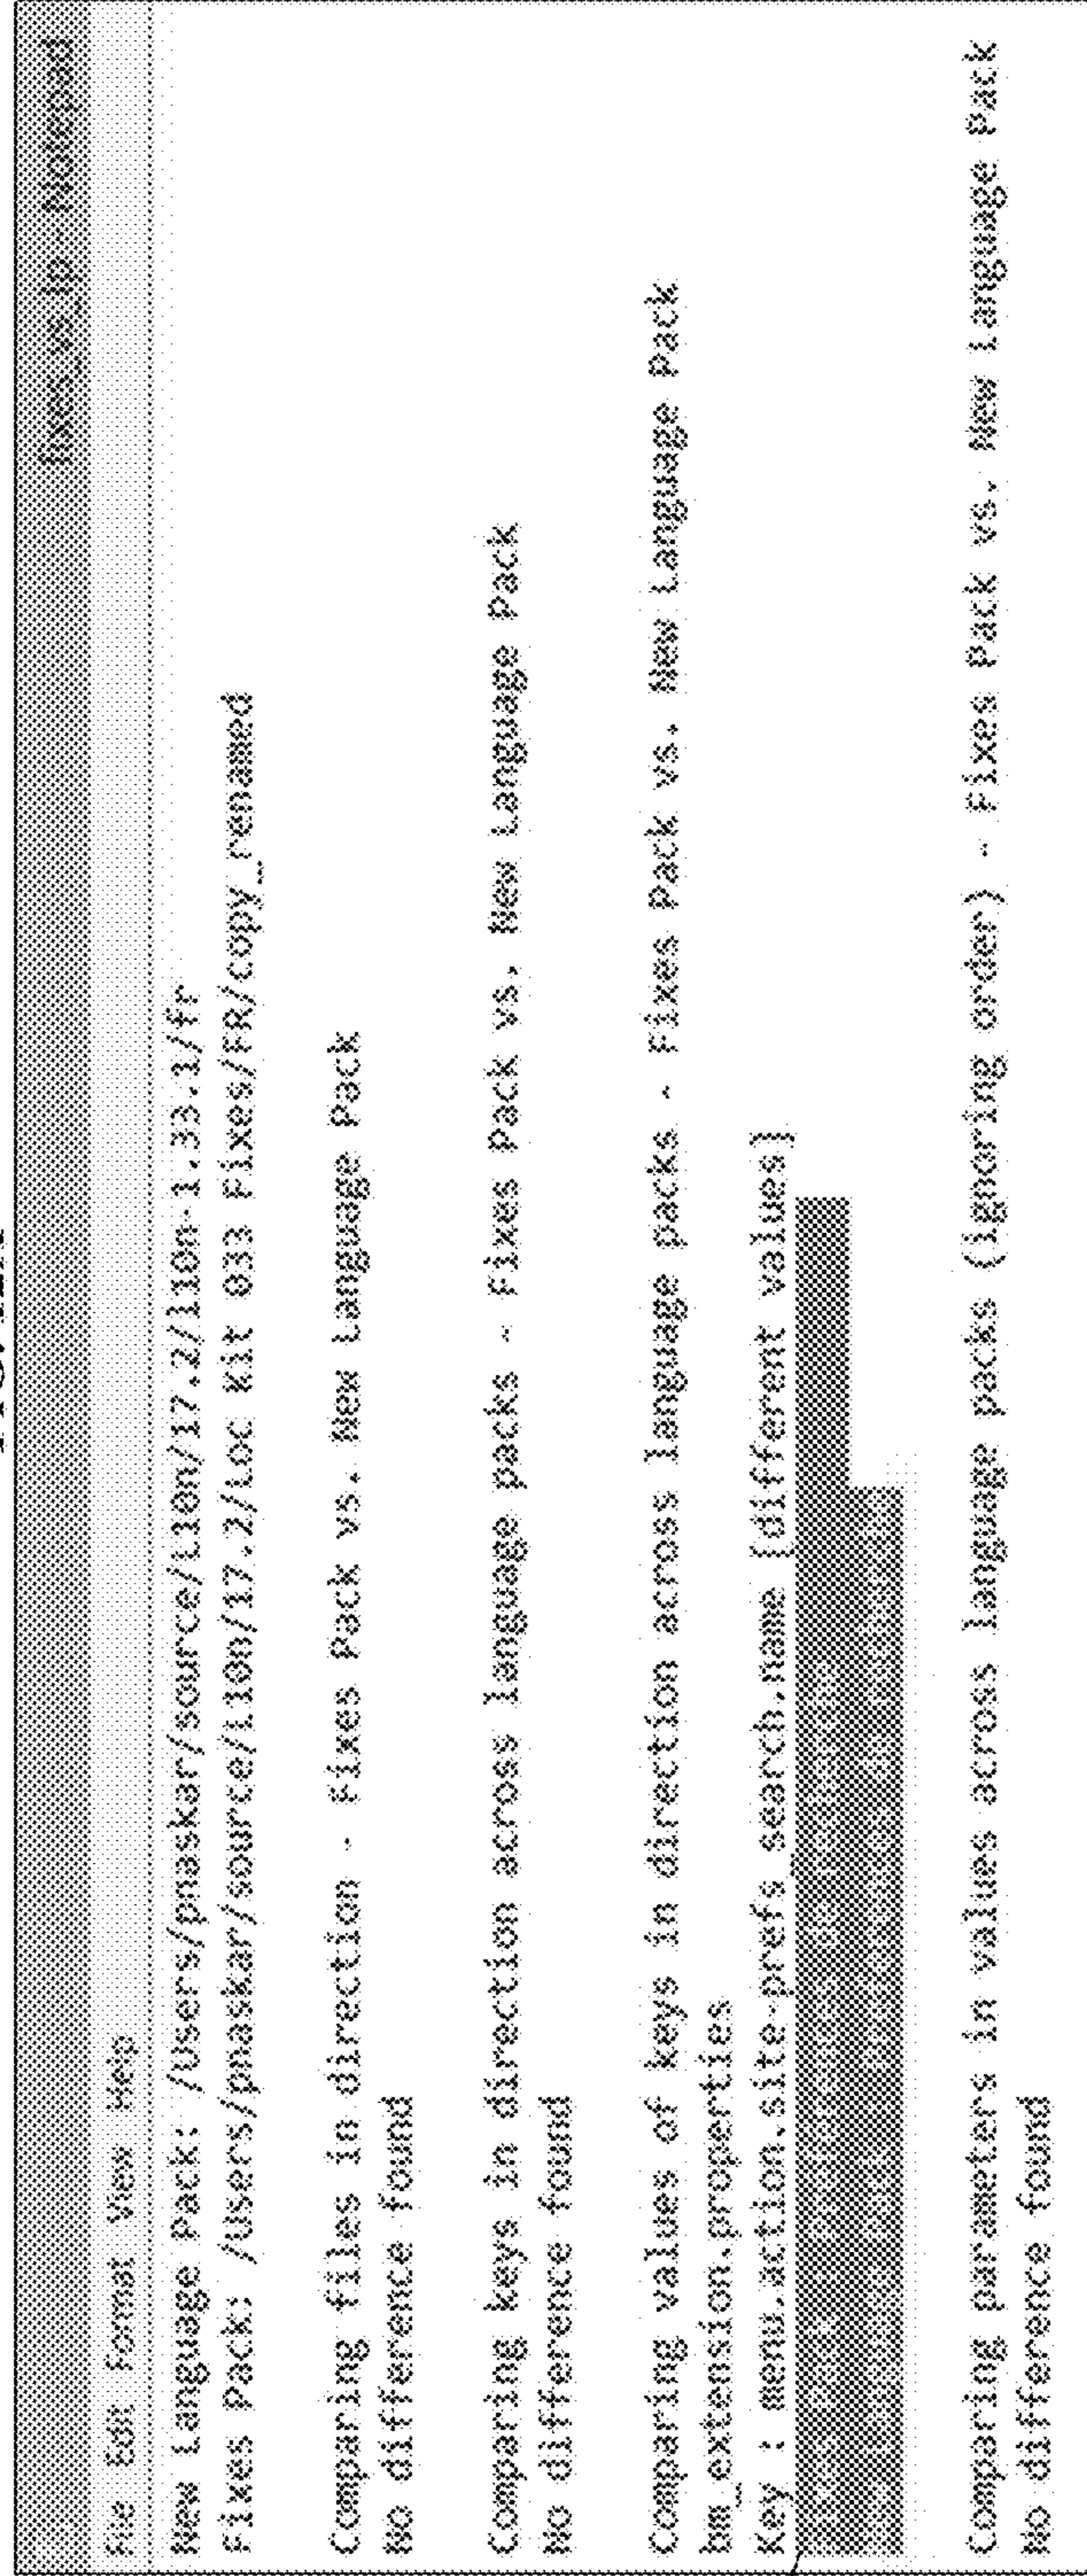 fixes_vs_lp - Notepad
File Edit Format View Help
New Language Pack: /Users/pnaskar/source/L10n/17.2/l10n-1.33.1/fr
Fixes Pack: /Users/pnaskar/source/L10n/17.2/Loc Kit 033 Fixes/FR/copy_renamed
Comparing files in direction - Fixes Pack vs. New Language Pack
No difference found
Comparing keys in direction across language packs - Fixes Pack vs. New Language Pack
No difference found
Comparing values of keys in direction across language packs - Fixes Pack vs. New Language Pack
bm_extension.properties
Key : menu.action.site-prefs_search.name [different values]
Comparing parameters in values across language packs (ignoring order) - Fixes Pack vs. New Language Pack
No difference found